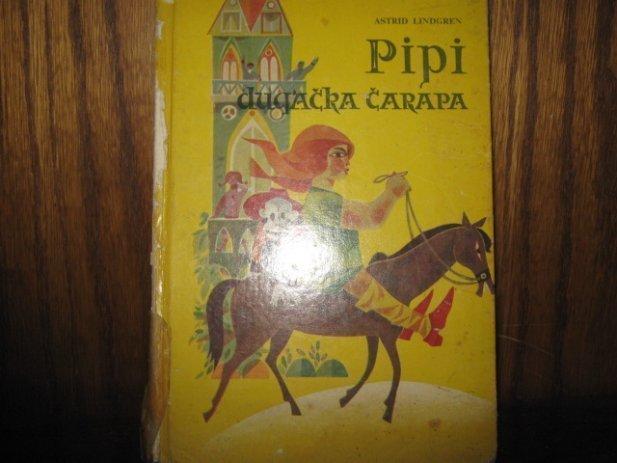 ASTRID LINDGREN
Pipi
dugačka čarapa